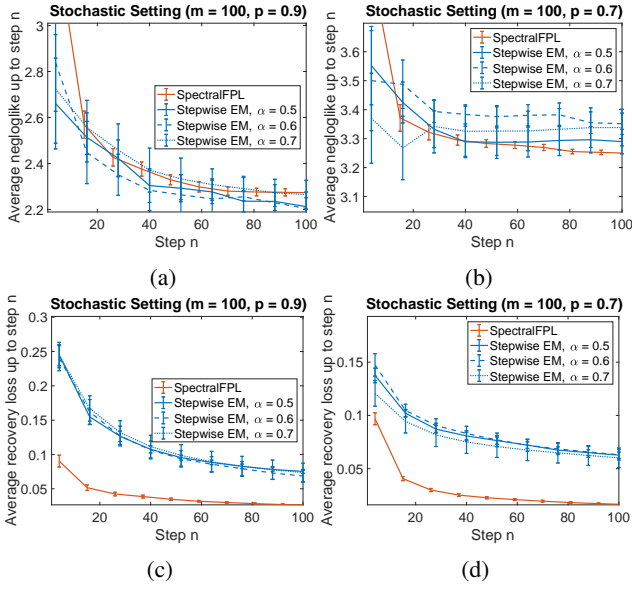 Stochastic Setting (m = 100, p = 0.9)
Average negloglike up to step n
3
2.8
2.6
2.4
2.2
SpectralFPL
Stepwise EM, α = 0.5
Stepwise EM, α = 0.6
Stepwise EM, α = 0.7
20 40 60 80 100
Step n
(a)
Stochastic Setting (m = 100, p = 0.7)
Average negloglike up to step n
3.6
3.5
3.4
3.3
3.2
3.1
SpectralFPL
Stepwise EM, α = 0.5
Stepwise EM, α = 0.6
Stepwise EM, α = 0.7
20 40 60 80 100
Step n
(b)
Stochastic Setting (m = 100, p = 0.9)
Average recovery loss up to step n
0.3
0.25
0.2
0.15
0.1
0.05
SpectralFPL
Stepwise EM, α = 0.5
Stepwise EM, α = 0.6
Stepwise EM, α = 0.7
20 40 60 80 100
Step n
(c)
Stochastic Setting (m = 100, p = 0.7)
Average recovery loss up to step n
0.15
0.1
0.05
SpectralFPL
Stepwise EM, α = 0.5
Stepwise EM, α = 0.6
Stepwise EM, α = 0.7
20 40 60 80 100
Step n
(d)